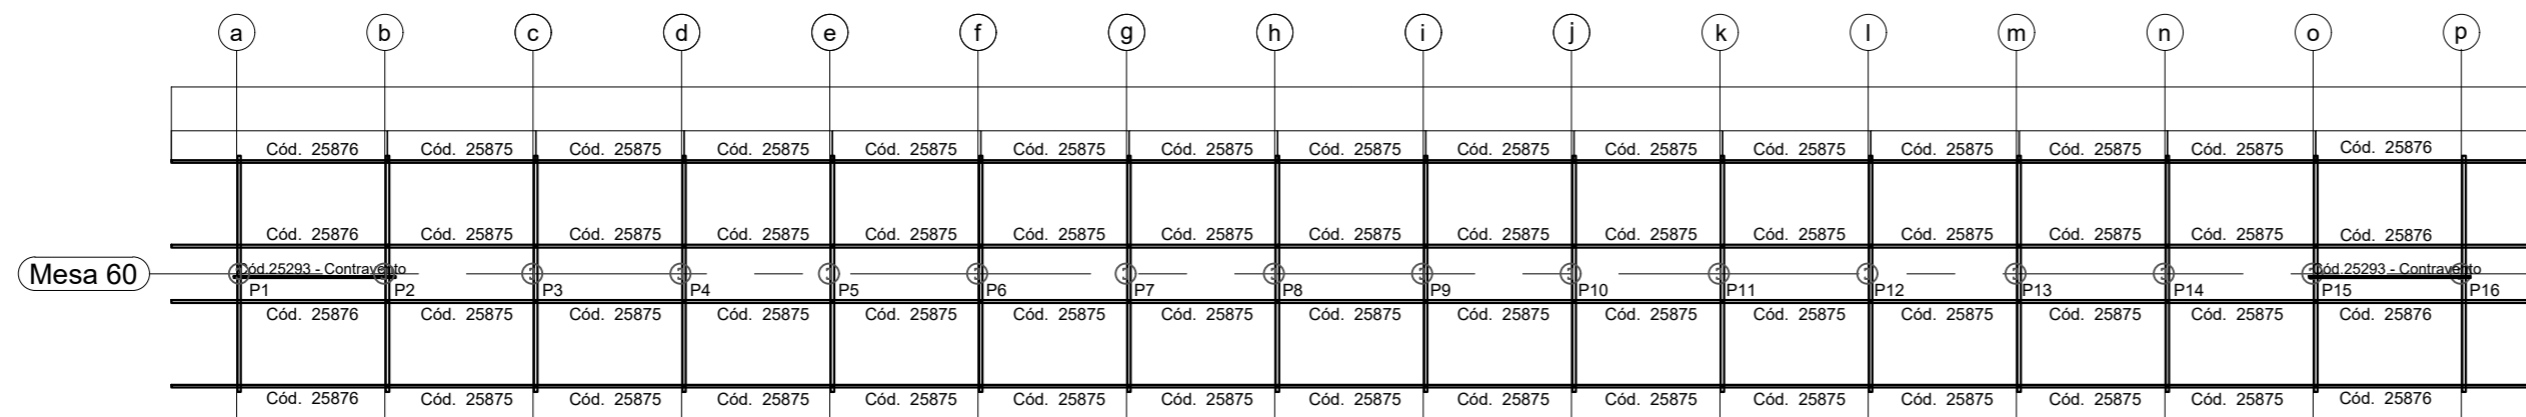 a b c d e f g h i j k l m n o p
Cód. 25876 Cód. 25875 Cód. 25875 Cód. 25875 Cód. 25875 Cód. 25875 Cód. 25875 Cód. 25875 Cód. 25875 Cód. 25875 Cód. 25875 Cód. 25875 Cód. 25875 Cód. 25875 Cód. 25876
Cód. 25876 Cód. 25875 Cód. 25875 Cód. 25875 Cód. 25875 Cód. 25875 Cód. 25875 Cód. 25875 Cód. 25875 Cód. 25875 Cód. 25875 Cód. 25875 Cód. 25875 Cód. 25875 Cód. 25876
Cód.25293 - Contravento Cód.25293 - Contravento
Mesa 60
P1 P2 P3 P4 P5 P6 P7 P8 P9 P10 P11 P12 P13 P14 P15 P16
Cód. 25876 Cód. 25875 Cód. 25875 Cód. 25875 Cód. 25875 Cód. 25875 Cód. 25875 Cód. 25875 Cód. 25875 Cód. 25875 Cód. 25875 Cód. 25875 Cód. 25875 Cód. 25875 Cód. 25876
Cód. 25876 Cód. 25875 Cód. 25875 Cód. 25875 Cód. 25875 Cód. 25875 Cód. 25875 Cód. 25875 Cód. 25875 Cód. 25875 Cód. 25875 Cód. 25875 Cód. 25875 Cód. 25875 Cód. 25876